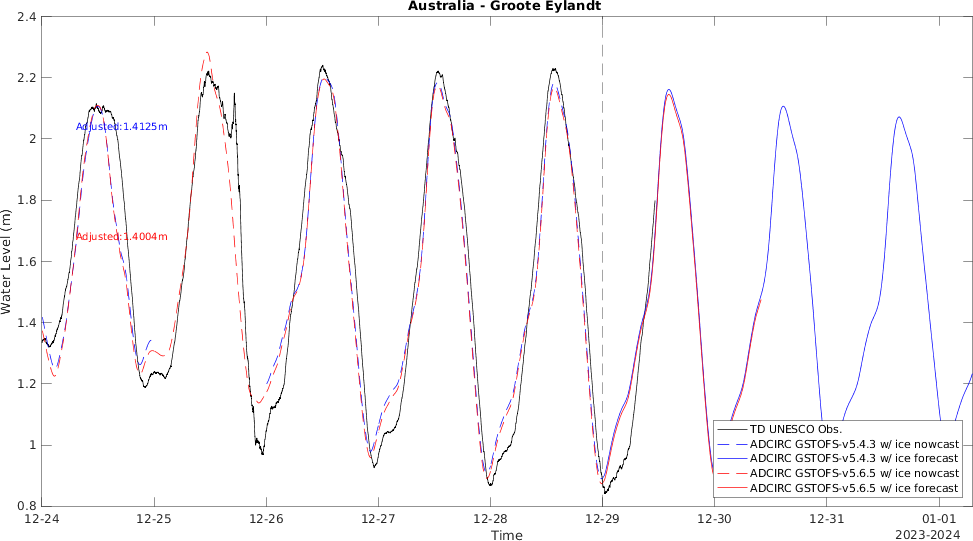 Australia - Groote Eylandt
Water Level (m)
2.4
2.2
2
1.8
1.6
1.4
1.2
1
0.8
Adjusted:1.4125m
Adjusted:1.4004m
TD UNESCO Obs.
ADCIRC GSTOFS-v5.4.3 w/ ice nowcast
ADCIRC GSTOFS-v5.4.3 w/ ice forecast
ADCIRC GSTOFS-v5.6.5 w/ ice nowcast
ADCIRC GSTOFS-v5.6.5 w/ ice forecast
12-24 12-25 12-26 12-27 12-28 12-29 12-30 12-31 01-01
Time
2023-2024